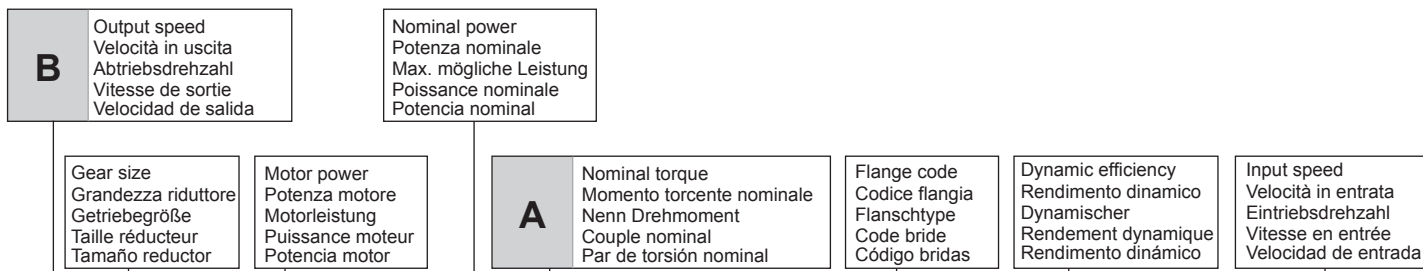 B
Output speed
Velocità in uscita
Abtriebsdrehzahl
Vitesse de sortie
Velocidad de salida
Nominal power
Potenza nominale
Max. mögliche Leistung
Poissance nominale
Potencia nominal
Gear size
Grandezza riduttore
Getriebegröße
Taille réducteur
Tamaño reductor
Motor power
Potenza motore
Motorleistung
Puissance moteur
Potencia motor
A
Nominal torque
Momento torcente nominale
Nenn Drehmoment
Couple nominal
Par de torsión nominal
Flange code
Codice flangia
Flanschtype
Code bride
Código bridas
Dynamic efficiency
Rendimento dinamico
Dynamischer
Rendement dynamique
Rendimento dinámico
Input speed
Velocità in entrata
Eintriebsdrehzahl
Vitesse en entrée
Velocidad de entrada